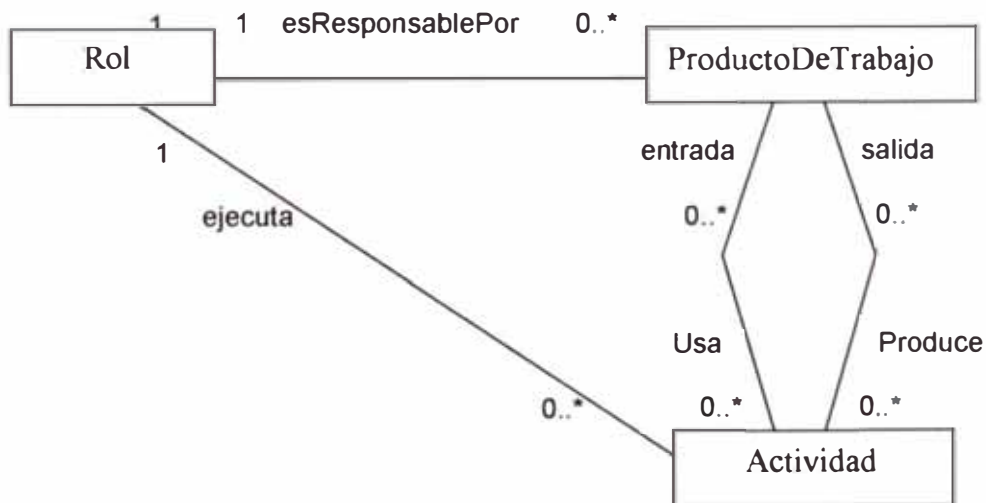 1 1 esResponsablePor 0..*
Rol ProductoDeTrabajo
1 entrada salida
ejecuta 0..* 0..*
Usa Produce
0..* 0..* 0..*
Actividad